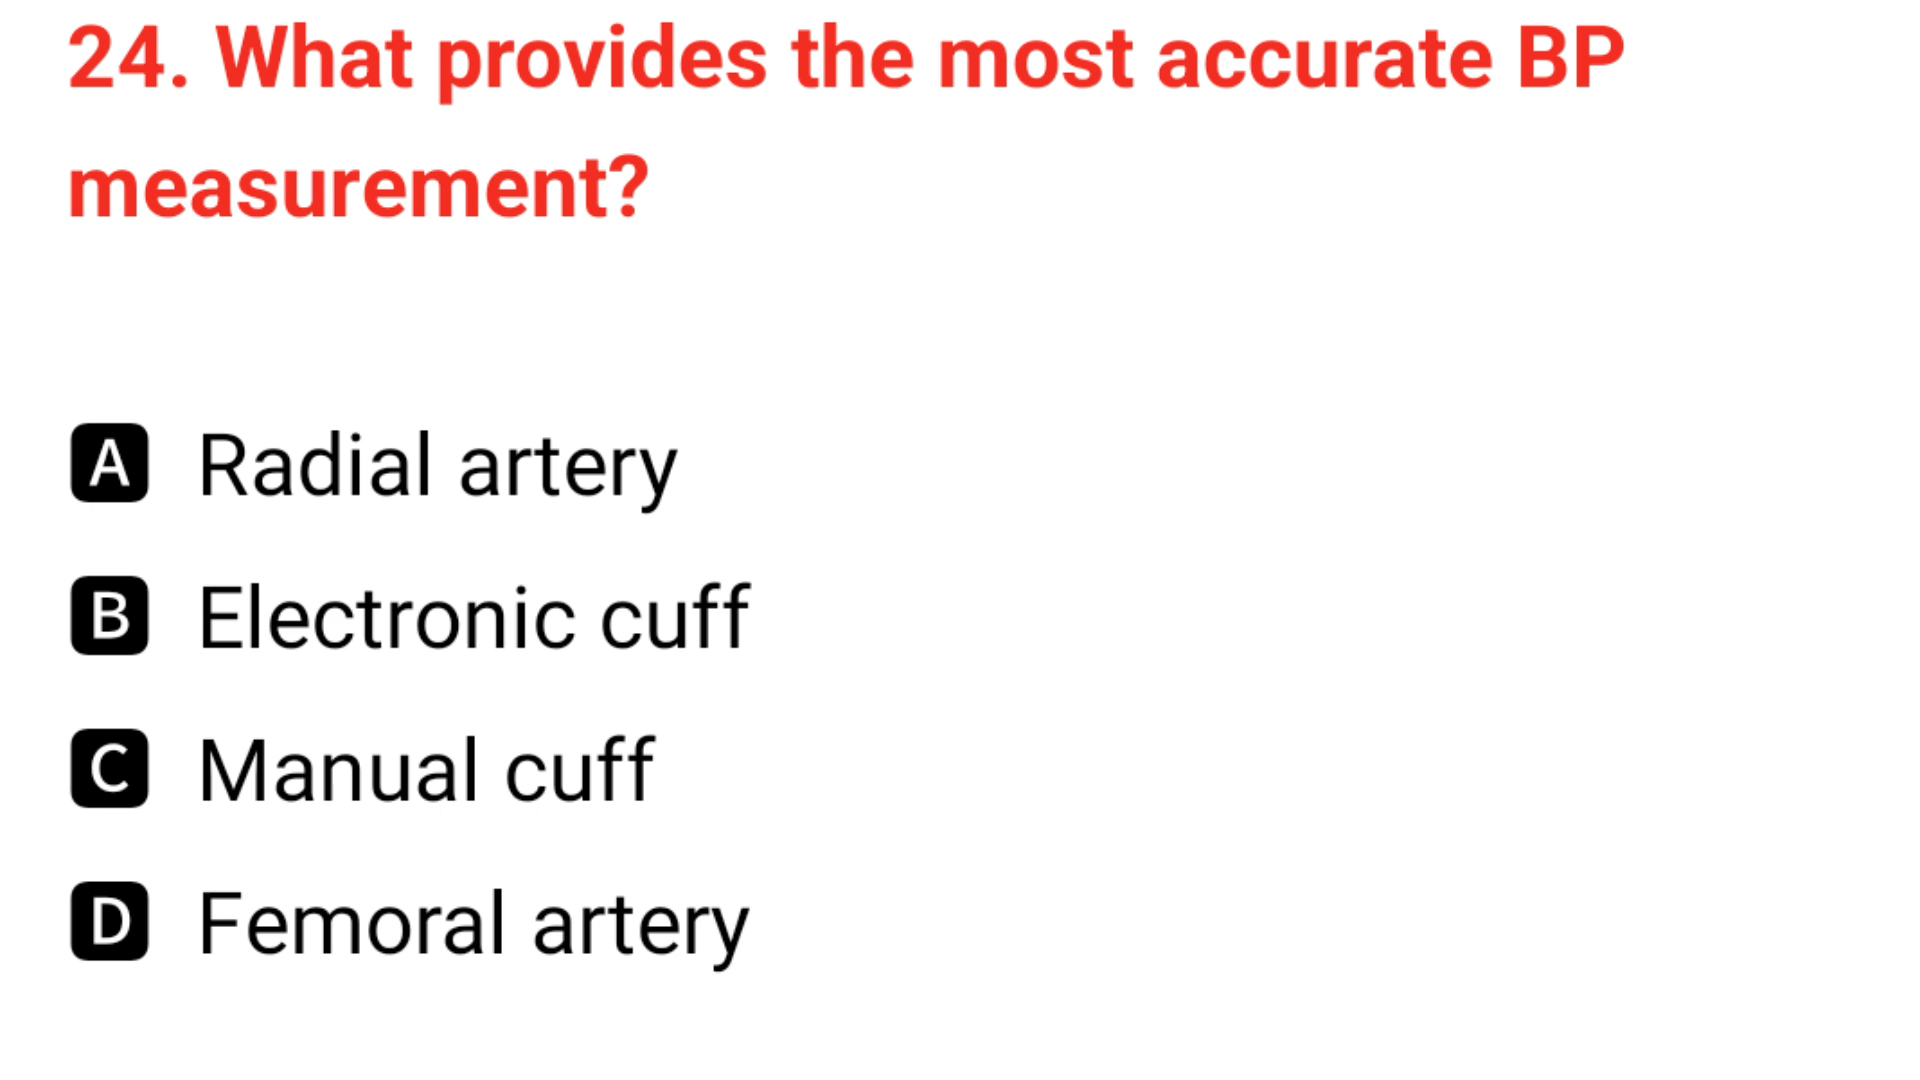 24. What provides the most accurate BP
measurement?
A Radial artery
B Electronic cuff
C Manual cuff
D Femoral artery